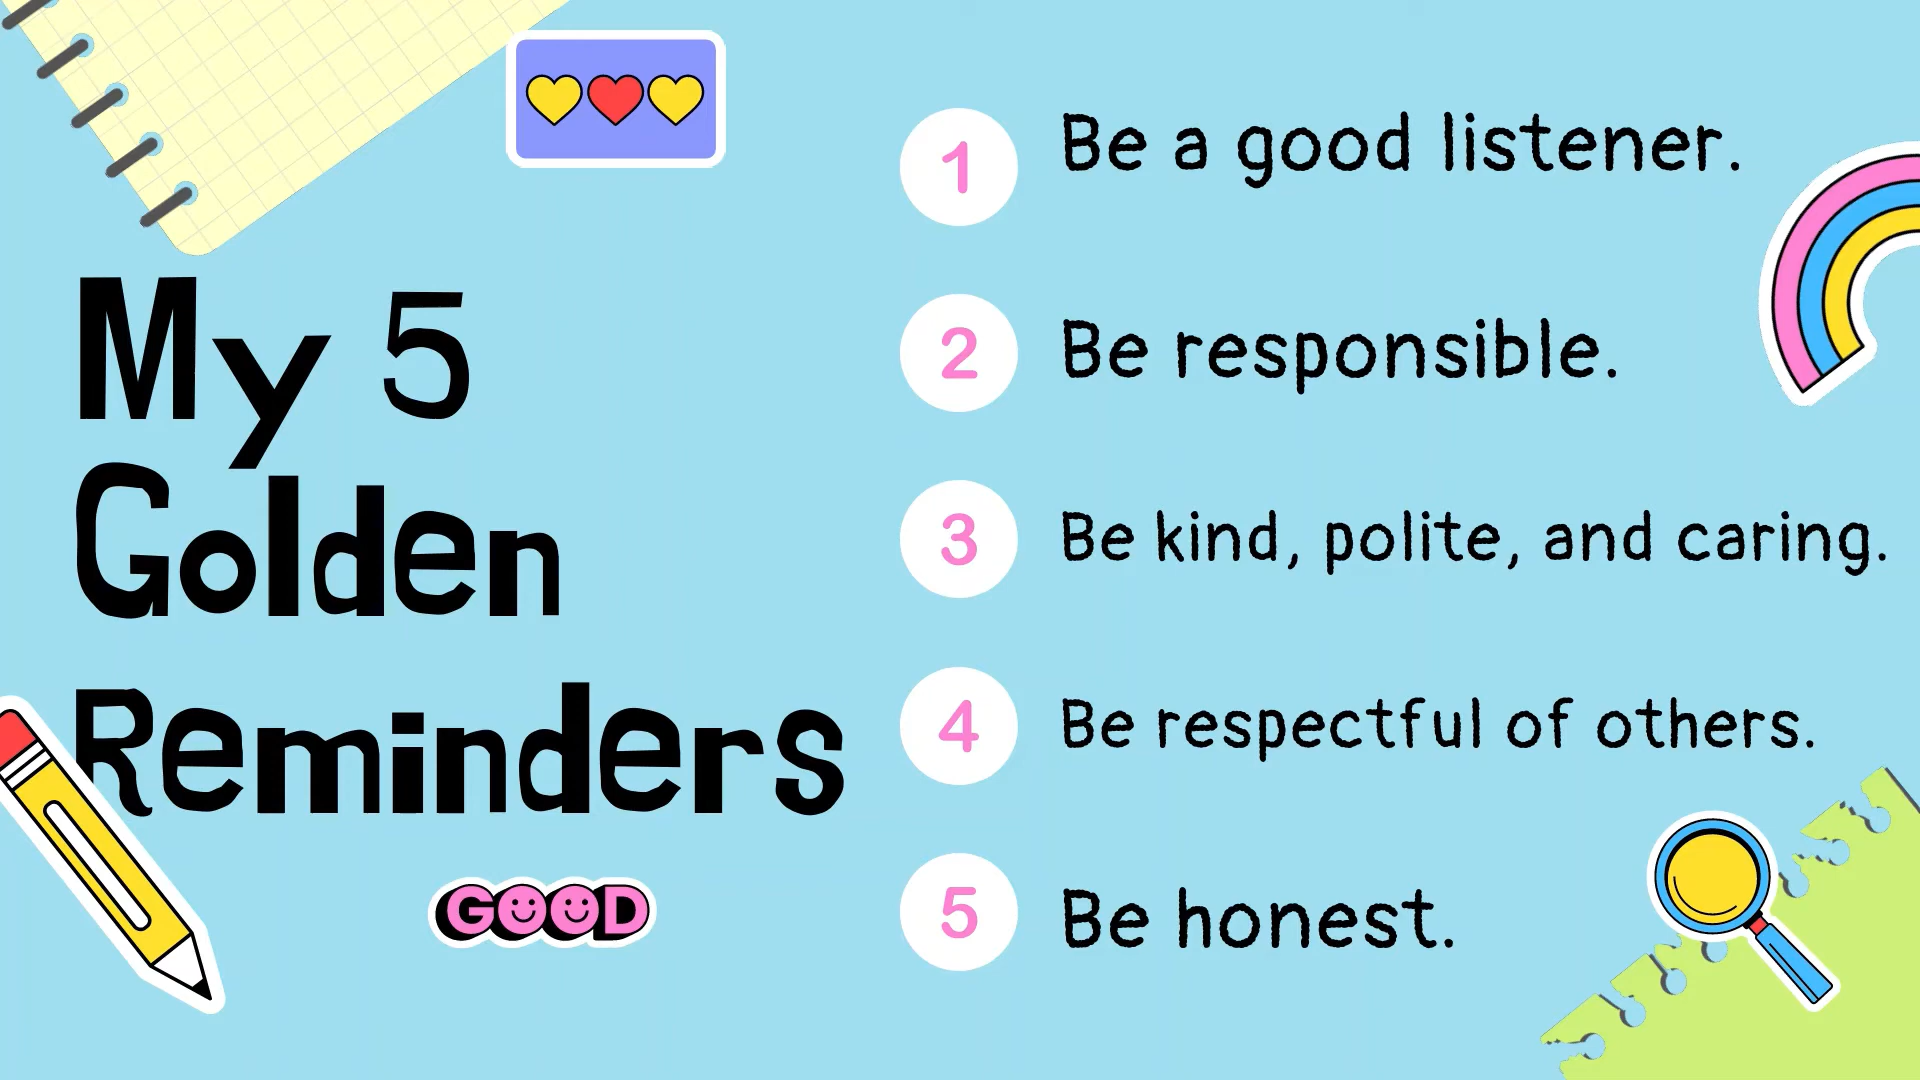 My 5
Golden
Reminders
GOOD
1 Be a good listener.
2 Be responsible.
3 Be kind, polite, and caring.
4 Be respectful of others.
5 Be honest.